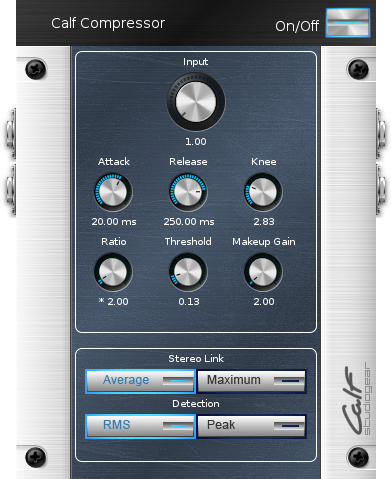 Calf Compressor
On/Off
Input
1.00
Attack Release Knee
20.00 ms 250.00 ms 2.83
Ratio Threshold Makeup Gain
* 2.00 0.13 2.00
Stereo Link
Average Maximum
Detection
RMS Peak
Calf
studiogear